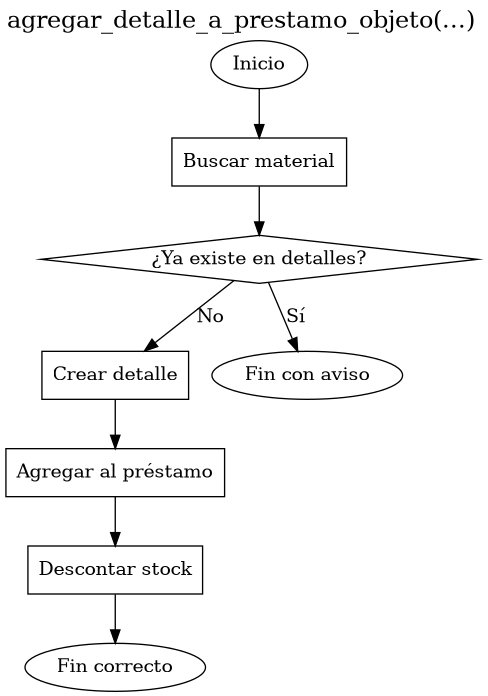 agregar_detalle_a_prestamo_objeto(...)
Inicio
Buscar material
¿Ya existe en detalles?
No
Sí
Crear detalle
Fin con aviso
Agregar al préstamo
Descontar stock
Fin correcto